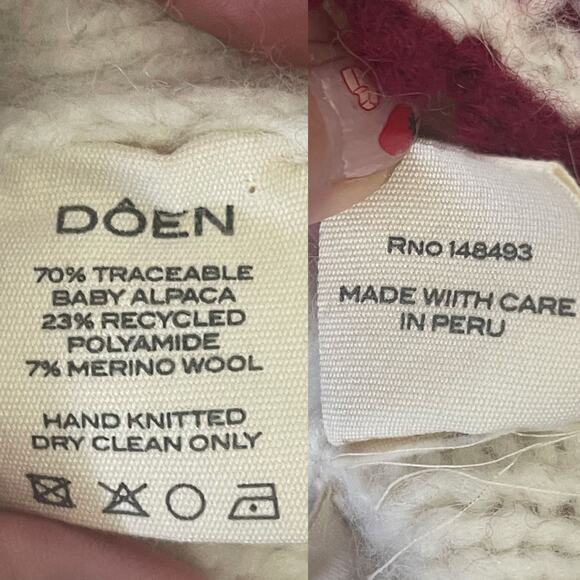 DÔEN
70% TRACEABLE
BABY ALPACA
23% RECYCLED
POLYAMIDE
7% MERINO WOOL
HAND KNITTED
DRY CLEAN ONLY
RNO 148493
MADE WIITH CARE
IN PERU